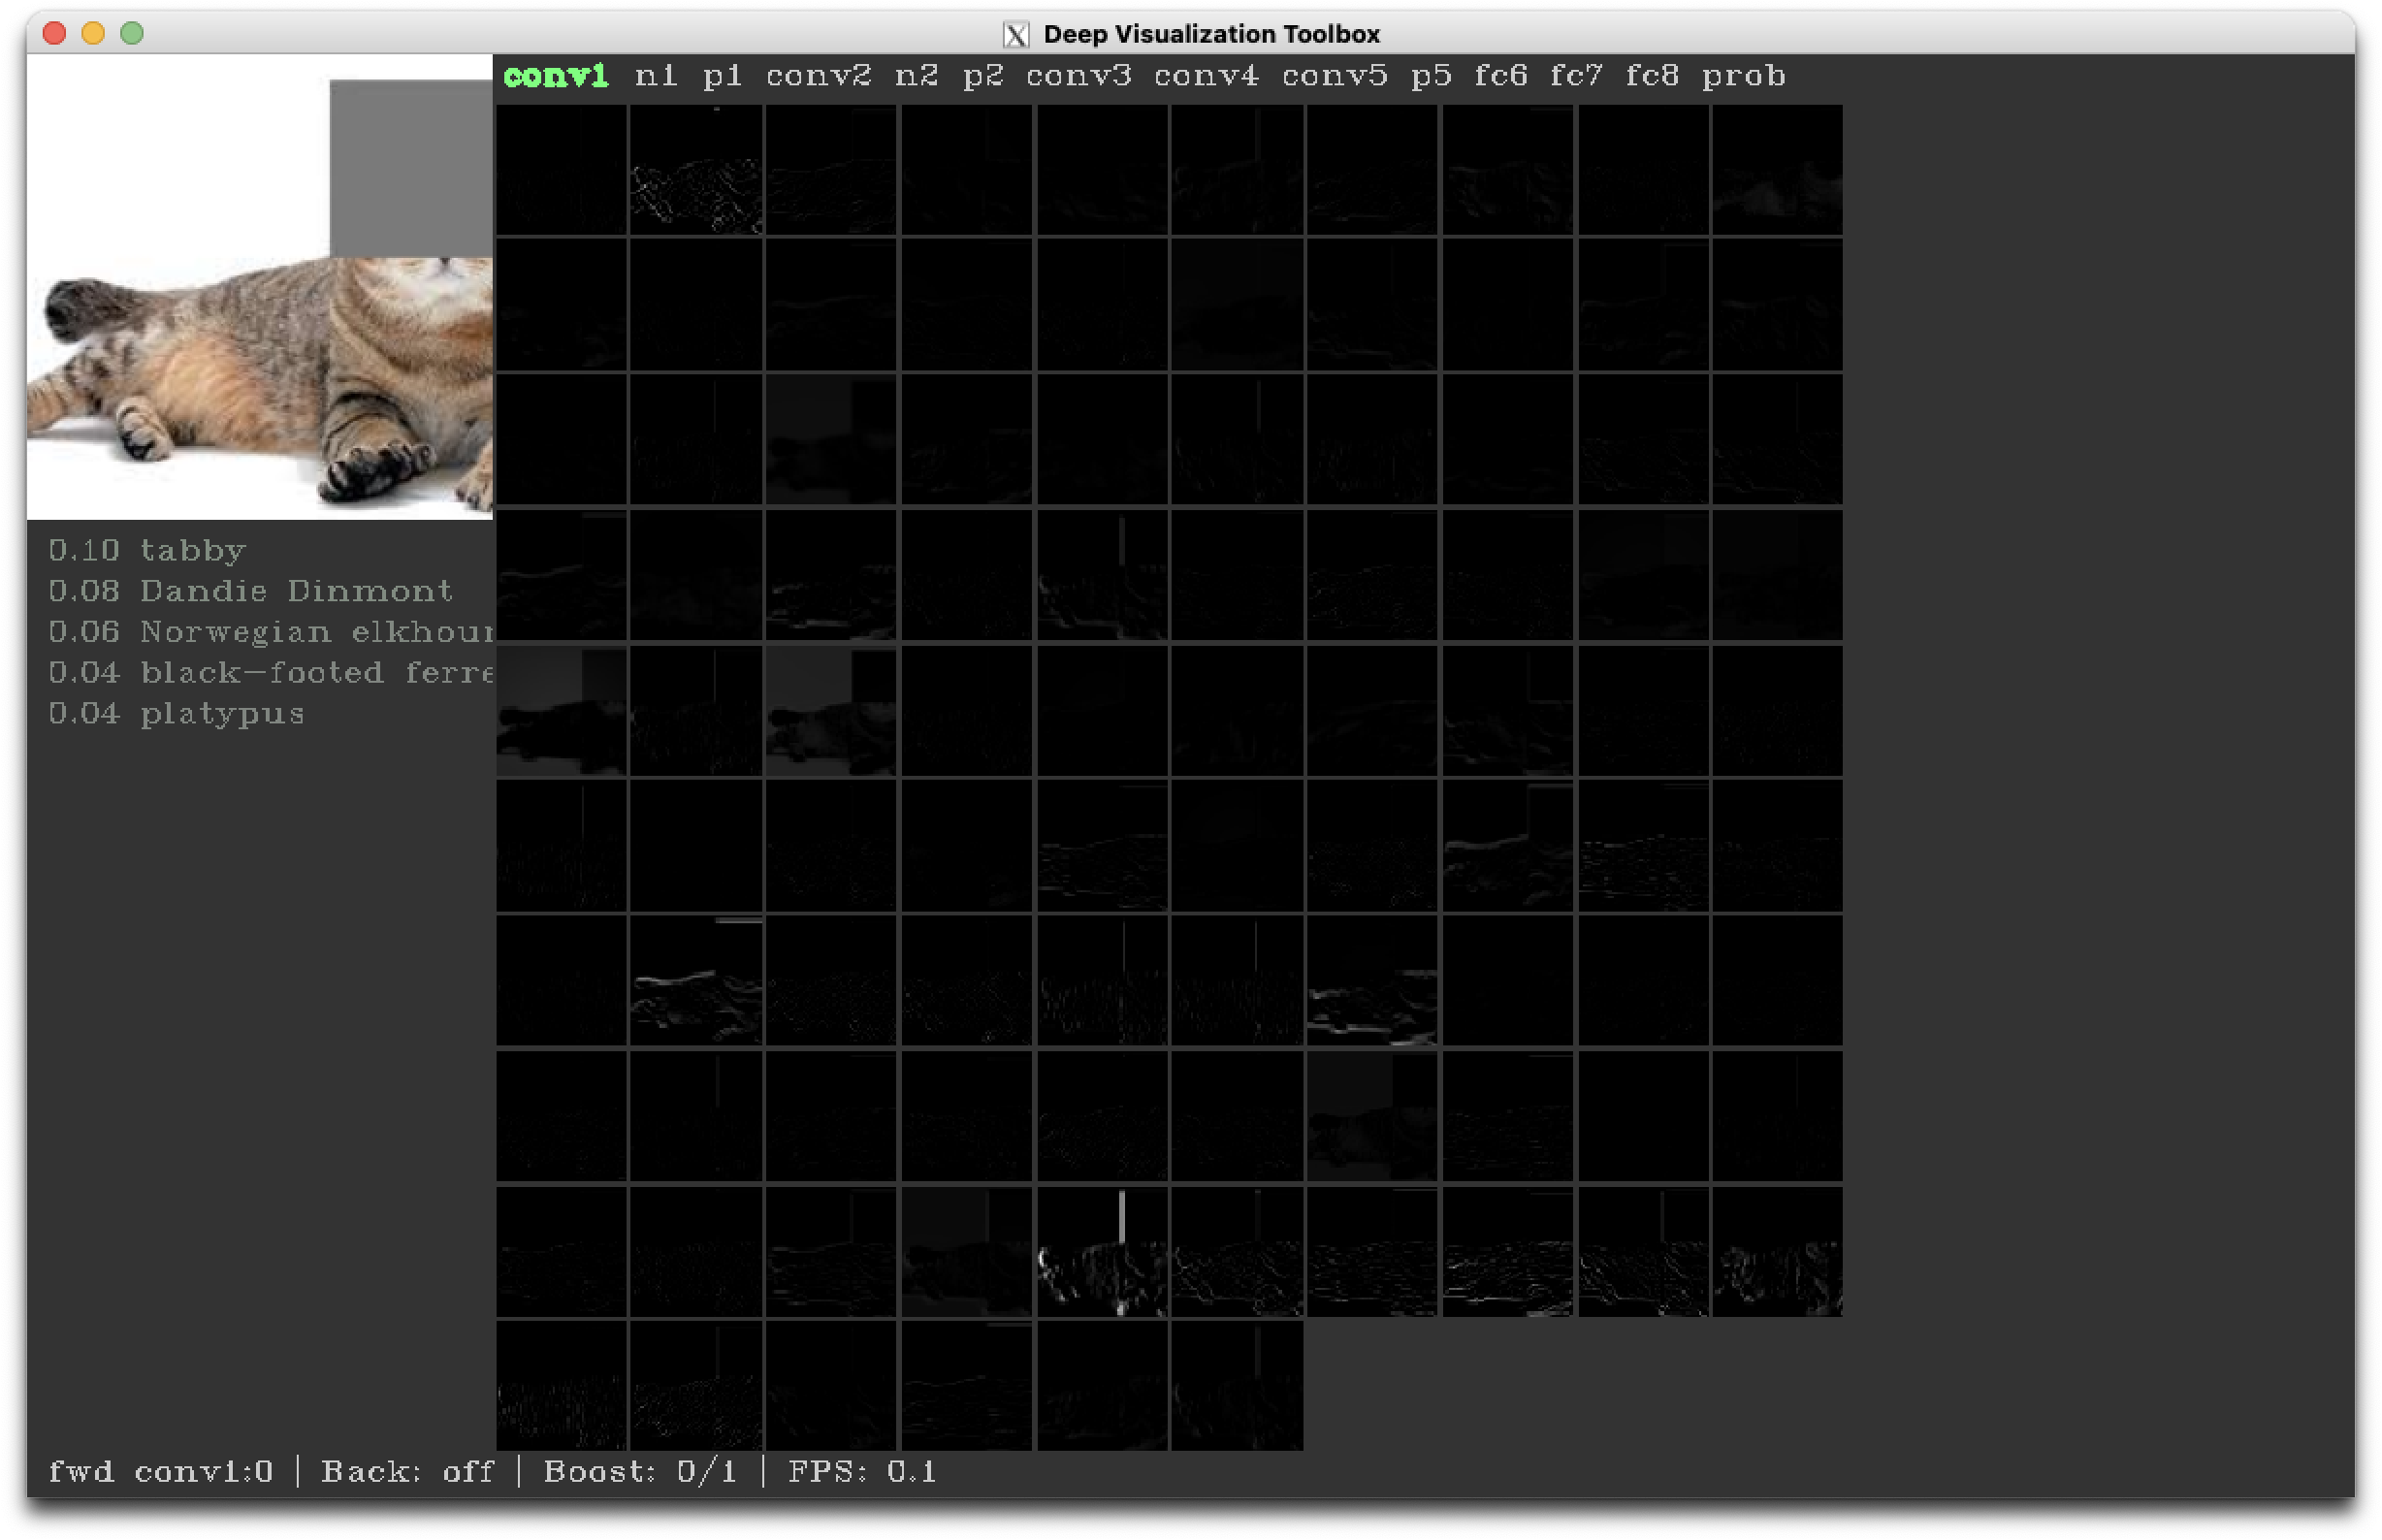 Deep Visualization Toolbox
conv1 n1 p1 conv2 n2 p2 conv3 conv4 conv5 p5 fc6 fc7 fc8 prob
0.10 tabby
0.08 Dandie Dinmont
0.06 Norwegian elkhour
0.04 black-footed ferre
0.04 platypus
fwd conv1:0 | Back: off | Boost: 0/1 | FPS: 0.1